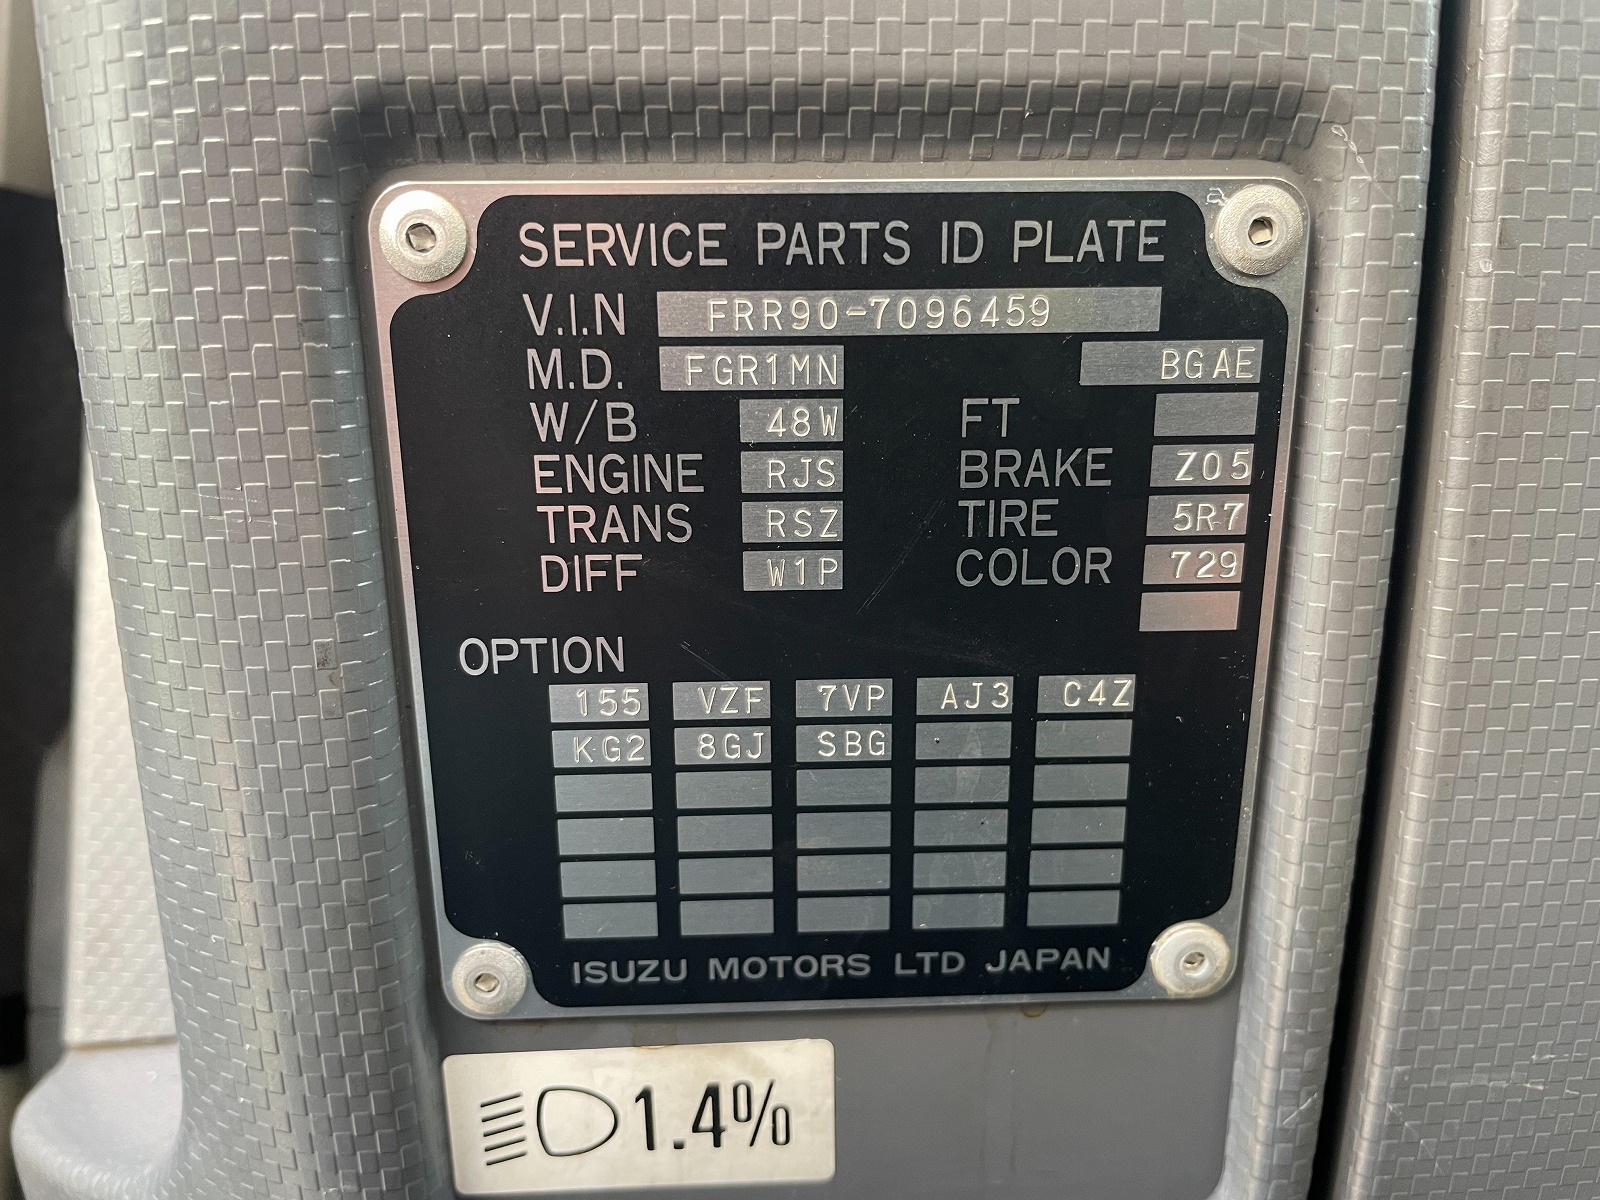 SERVICE PARTS ID PLATE
V.I.N FRR90-7096459
M.D. FGR1MN BGAE
W/B 48W FT
ENGINE RJS BRAKE Z05
TRANS RSZ TIRE 5R7
DIFF W1P COLOR 729
OPTION
155 VZF 7VP AJ3 C4Z
KG2 8GJ SBG
ISUZU MOTORS LTD JAPAN
1.4%